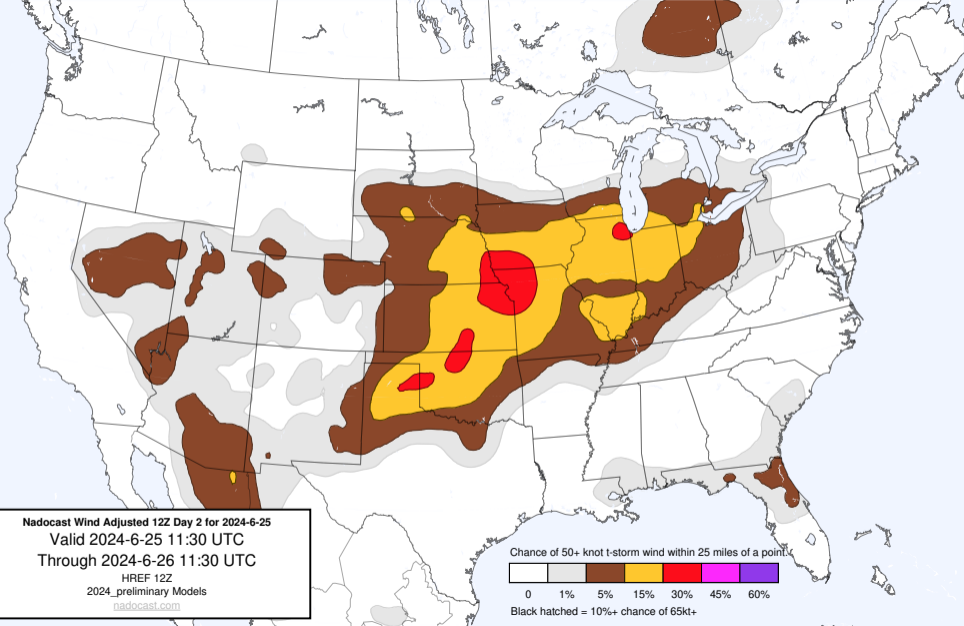 Nadocast Wind Adjusted 12Z Day 2 for 2024-6-25
Valid 2024-6-25 11:30 UTC
Through 2024-6-26 11:30 UTC
HREF 12Z
2024_preliminary Models
nadocast.com
Chance of 50+ knot t-storm wind within 25 miles of a point.
0 1% 5% 15% 30% 45% 60%
Black hatched = 10%+ chance of 65kt+